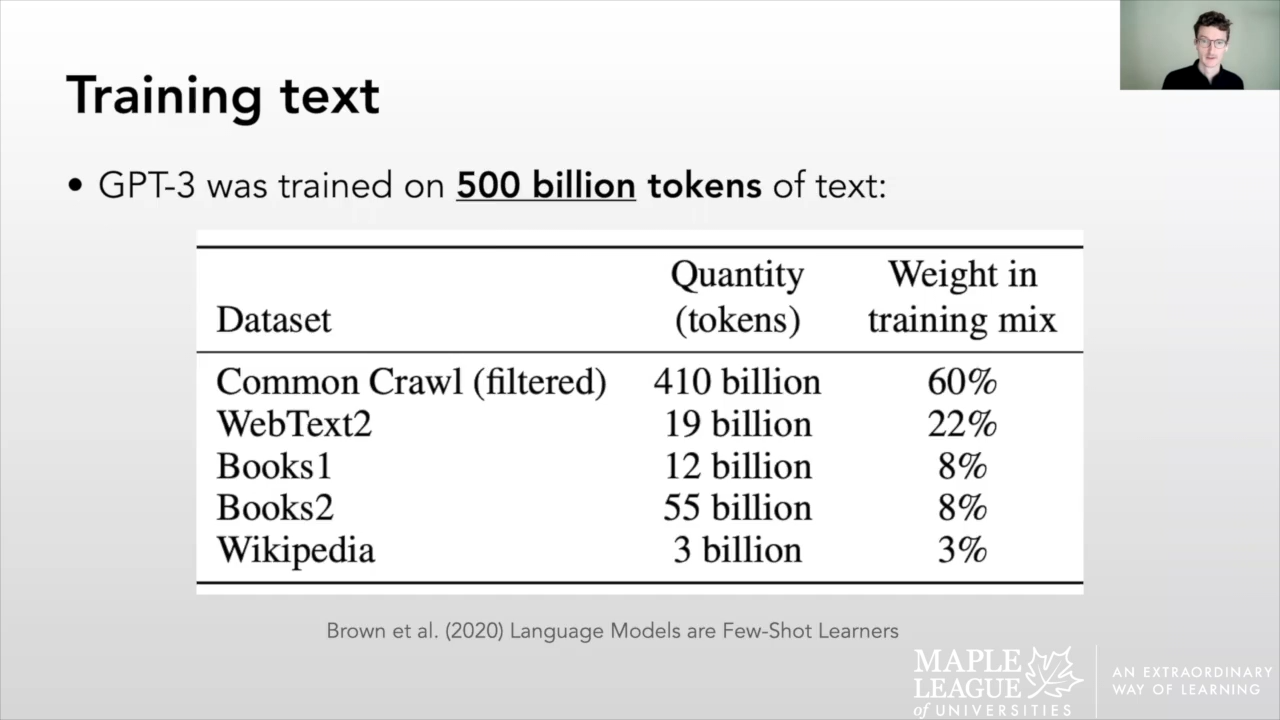 Training text
• GPT-3 was trained on 500 billion tokens of text:
Dataset Quantity (tokens) Weight in training mix
Common Crawl (filtered) 410 billion 60%
WebText2 19 billion 22%
Books1 12 billion 8%
Books2 55 billion 8%
Wikipedia 3 billion 3%
Brown et al. (2020) Language Models are Few-Shot Learners
MAPLE
LEAGUE
of UNIVERSITIES
AN EXTRAORDINARY
WAY OF LEARNING